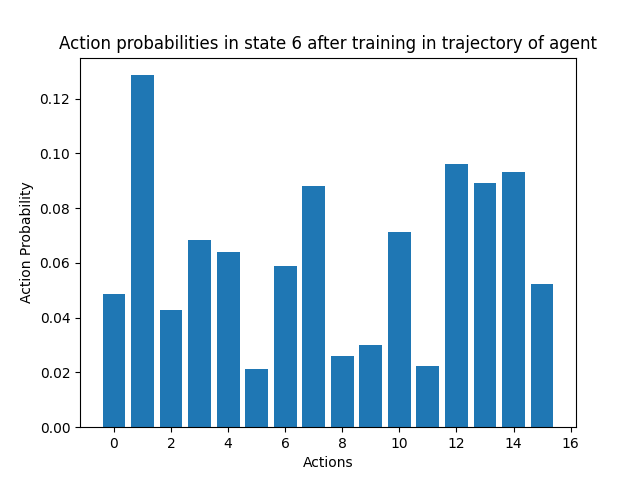 Action probabilities in state 6 after training in trajectory of agent
0.12
0.10
0.08
0.06
0.04
0.02
0.00
Action Probability
0 2 4 6 8 10 12 14 16
Actions